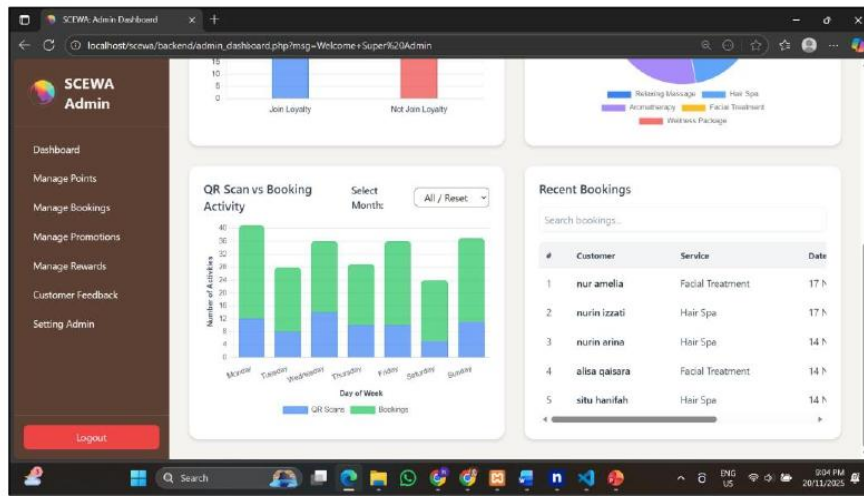 SCEWA: Admin Dashboard
localhost/scewa/backend/admin_dashboard.php?msg=Welcome+Super%20Admin
SCEWA
Admin
Dashboard
Manage Points
Manage Bookings
Manage Promotions
Manage Rewards
Customer Feedback
Setting Admin
Logout
15
10
5
0
Join Loyalty
Not Join Loyalty
Relaxing Massage
Hair Spa
Aromatherapy
Facial Treatment
Wellness Package
QR Scan vs Booking
Activity
Select
Month:
All / Reset
Number of Activities
40
36
32
28
24
20
16
12
8
4
0
Monday
Tuesday
Wednesday
Thursday
Friday
Saturday
Sunday
Day of Week
QR Scans
Bookings
Recent Bookings
Search bookings...
# Customer Service Date
1 nur amelia Facial Treatment 17 N
2 nurin izzati Hair Spa 17 N
3 nurin arina Hair Spa 14 N
4 alisa qaisara Facial Treatment 14 N
5 situ hanifah Hair Spa 14 N
Search
ENG
US
9:04 PM
20/11/2025